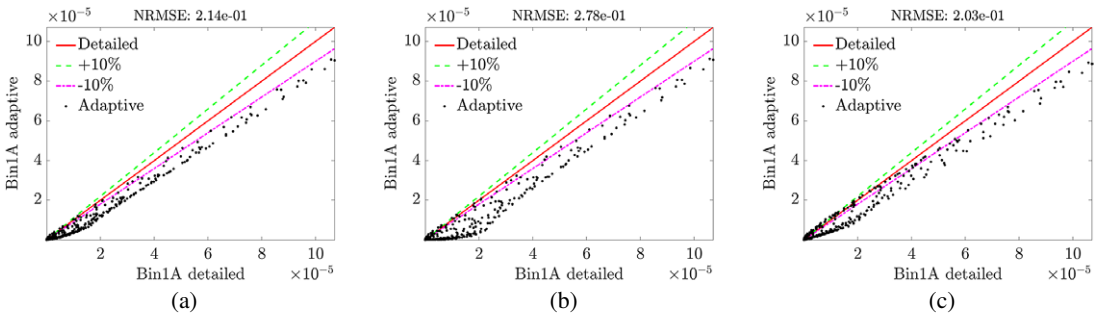 ×10⁻⁵ NRMSE: 2.14e-01
10
8
6
4
2
Bin1A adaptive
Detailed
+10%
-10%
Adaptive
2 4 6 8 10
Bin1A detailed ×10⁻⁵
(a)
×10⁻⁵ NRMSE: 2.78e-01
10
8
6
4
2
Bin1A adaptive
Detailed
+10%
-10%
Adaptive
2 4 6 8 10
Bin1A detailed ×10⁻⁵
(b)
×10⁻⁵ NRMSE: 2.03e-01
10
8
6
4
2
Bin1A adaptive
Detailed
+10%
-10%
Adaptive
2 4 6 8 10
Bin1A detailed ×10⁻⁵
(c)